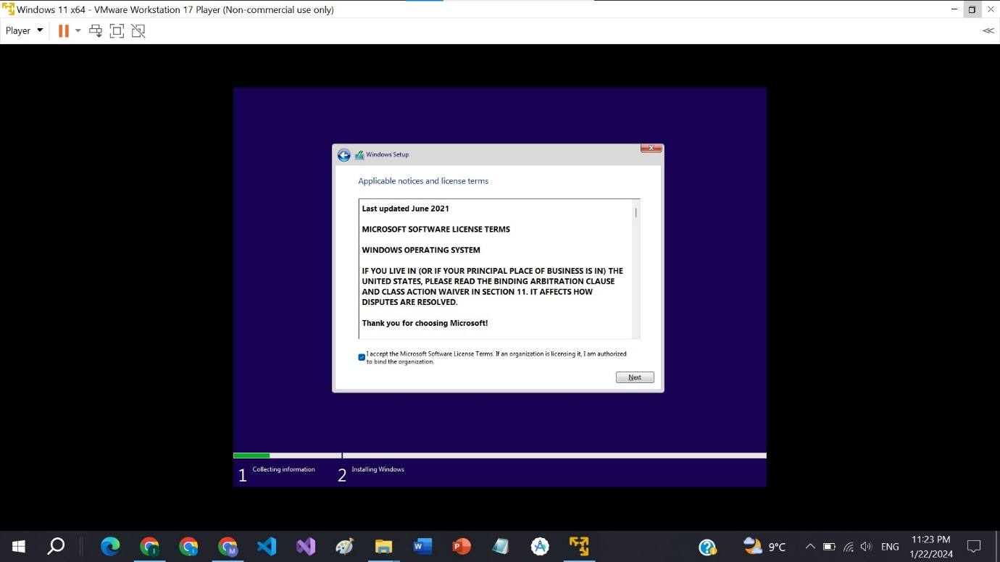 Windows 11 x64 - VMware Workstation 17 Player (Non-commercial use only)
Player
Windows Setup
Applicable notices and license terms
Last updated June 2021
MICROSOFT SOFTWARE LICENSE TERMS
WINDOWS OPERATING SYSTEM
IF YOU LIVE IN (OR IF YOUR PRINCIPAL PLACE OF BUSINESS IS IN) THE
UNITED STATES, PLEASE READ THE BINDING ARBITRATION CLAUSE
AND CLASS ACTION WAIVER IN SECTION 11. IT AFFECTS HOW
DISPUTES ARE RESOLVED.
Thank you for choosing Microsoft!
I accept the Microsoft Software License Terms. If an organization is licensing it, I am authorized
to bind the organization.
Next
1 Collecting information
2 Installing Windows
9°C
ENG
11:23 PM
1/22/2024